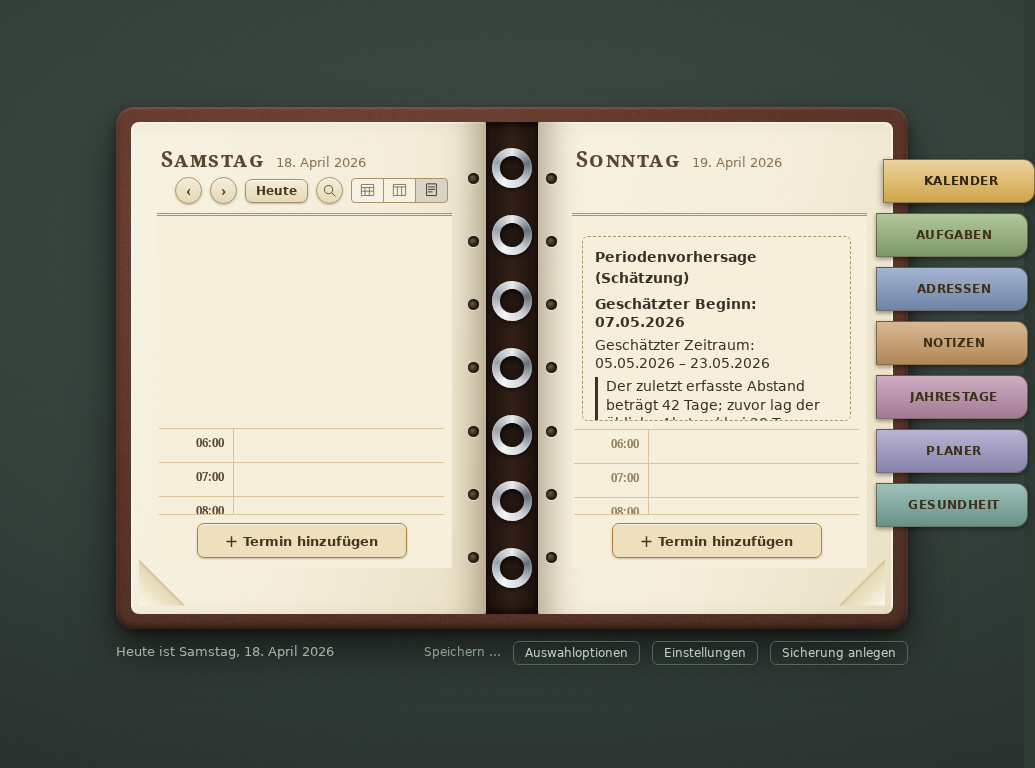 Samstag 18. April 2026
‹ › Heute
06:00
07:00
08:00
+ Termin hinzufügen
Sonntag 19. April 2026
Periodenvorhersage
(Schätzung)
Geschätzter Beginn:
07.05.2026
Geschätzter Zeitraum:
05.05.2026 – 23.05.2026
Der zuletzt erfasste Abstand
beträgt 42 Tage; zuvor lag der
06:00
07:00
08:00
+ Termin hinzufügen
KALENDER
AUFGABEN
ADRESSEN
NOTIZEN
JAHRESTAGE
PLANER
GESUNDHEIT
Heute ist Samstag, 18. April 2026
Speichern ...
Auswahloptionen
Einstellungen
Sicherung anlegen